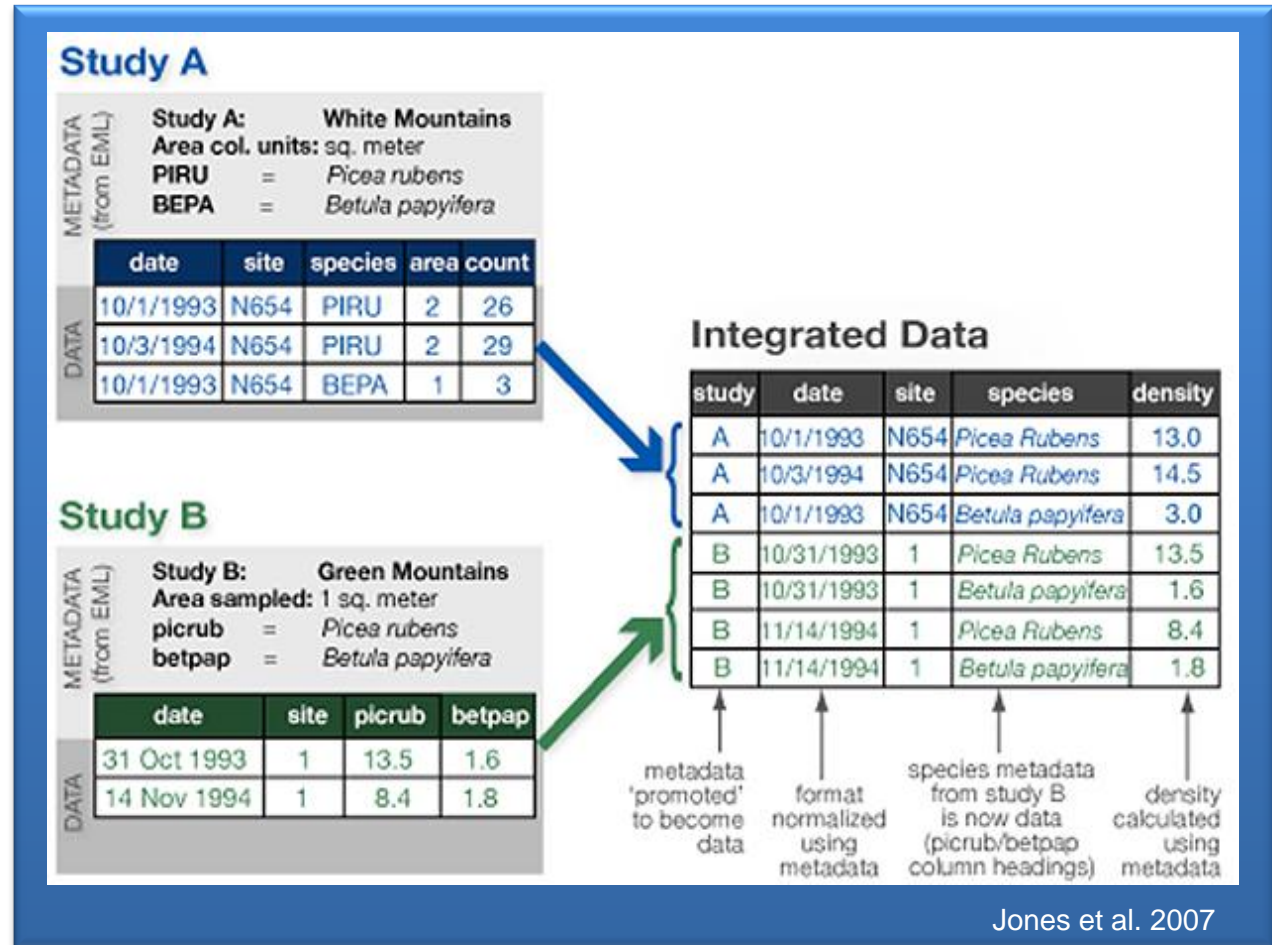 Study A
METADATA
(from EML)
Study A: White Mountains
Area col. units: sq. meter
PIRU = Picea rubens
BEPA = Betula papyifera
DATA
date site species area count
10/1/1993 N654 PIRU 2 26
10/3/1994 N654 PIRU 2 29
10/1/1993 N654 BEPA 1 3
Study B
METADATA
(from EML)
Study B: Green Mountains
Area sampled: 1 sq. meter
picrub = Picea rubens
betpap = Betula papyifera
DATA
date site picrub betpap
31 Oct 1993 1 13.5 1.6
14 Nov 1994 1 8.4 1.8
Integrated Data
study date site species density
A 10/1/1993 N654 Picea Rubens 13.0
A 10/3/1994 N654 Picea Rubens 14.5
A 10/1/1993 N654 Betula papyifera 3.0
B 10/31/1993 1 Picea Rubens 13.5
B 10/31/1993 1 Betula papyifera 1.6
B 11/14/1994 1 Picea Rubens 8.4
B 11/14/1994 1 Betula papyifera 1.8
metadata
'promoted'
to become
data
format
normalized
using
metadata
species metadata
from study B
is now data
(picrub/betpap
column headings)
density
calculated
using
metadata
Jones et al. 2007